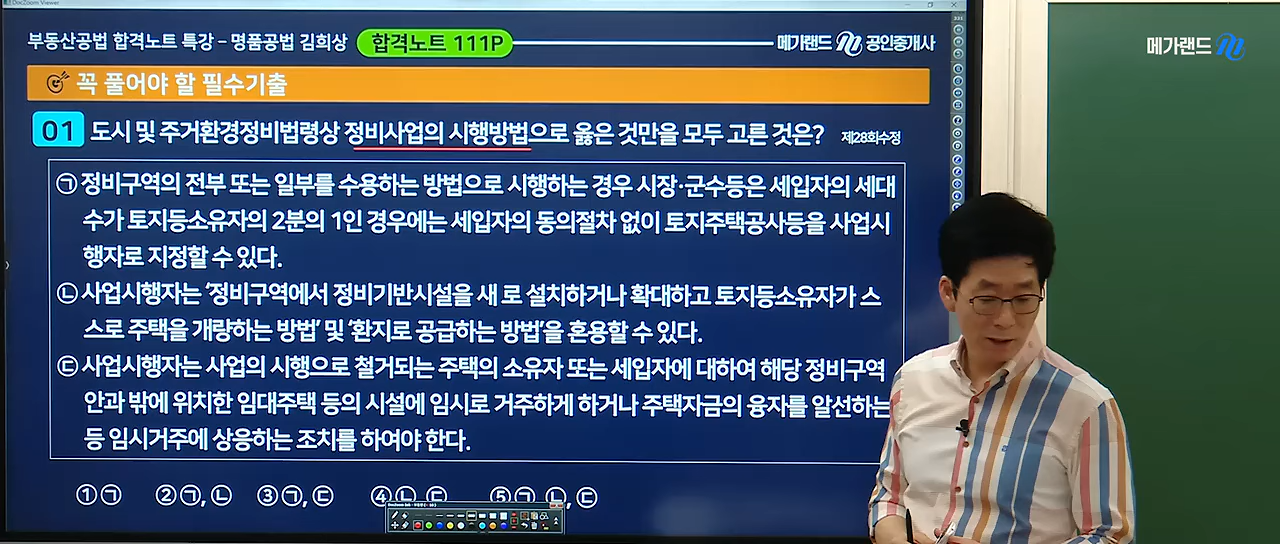 DocZoom Viewer
부동산공법 합격노트 특강 – 명품공법 김희상 합격노트 111P 메가랜드 공인중개사
메가랜드
꼭 풀어야 할 필수기출
01 도시 및 주거환경정비법령상 정비사업의 시행방법으로 옳은 것만을 모두 고른 것은? 제28회수정
㉠ 정비구역의 전부 또는 일부를 수용하는 방법으로 시행하는 경우 시장·군수등은 세입자의 세대
수가 토지등소유자의 2분의 1인 경우에는 세입자의 동의절차 없이 토지주택공사등을 사업시
행자로 지정할 수 있다.
㉡ 사업시행자는 ‘정비구역에서 정비기반시설을 새 로 설치하거나 확대하고 토지등소유자가 스
스로 주택을 개량하는 방법’ 및 ‘환지로 공급하는 방법’을 혼용할 수 있다.
㉢ 사업시행자는 사업의 시행으로 철거되는 주택의 소유자 또는 세입자에 대하여 해당 정비구역
안과 밖에 위치한 임대주택 등의 시설에 임시로 거주하게 하거나 주택자금의 융자를 알선하는
등 임시거주에 상응하는 조치를 하여야 한다.
①㉠ ②㉠, ㉡ ③㉠, ㉢ ④㉡, ㉢ ⑤㉠, ㉡, ㉢